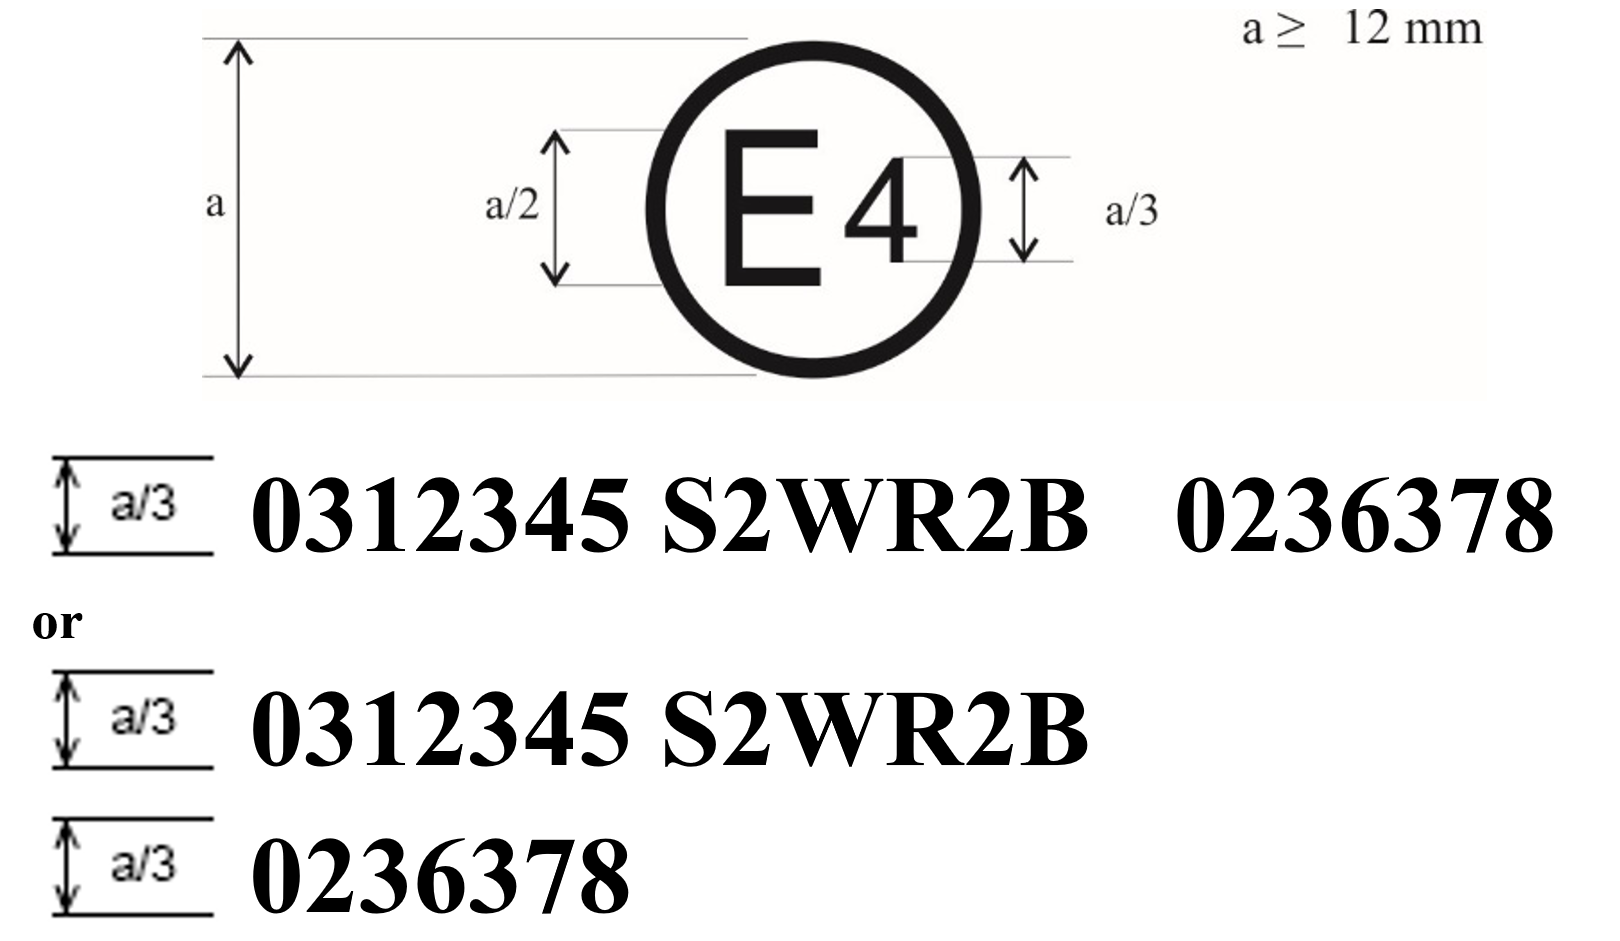 a ≥ 12 mm
a a/2 E4 a/3
a/3 0312345 S2WR2B 0236378
or
a/3 0312345 S2WR2B
a/3 0236378